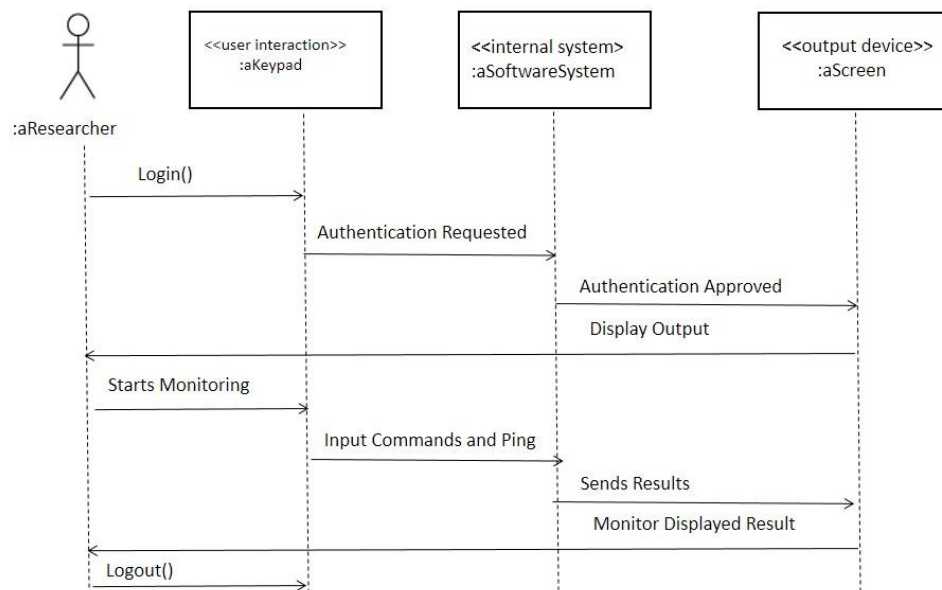 <<user interaction>>
:aKeypad
<<internal system>
:aSoftwareSystem
<<output device>>
:aScreen
:aResearcher
Login()
Authentication Requested
Authentication Approved
Display Output
Starts Monitoring
Input Commands and Ping
Sends Results
Monitor Displayed Result
Logout()